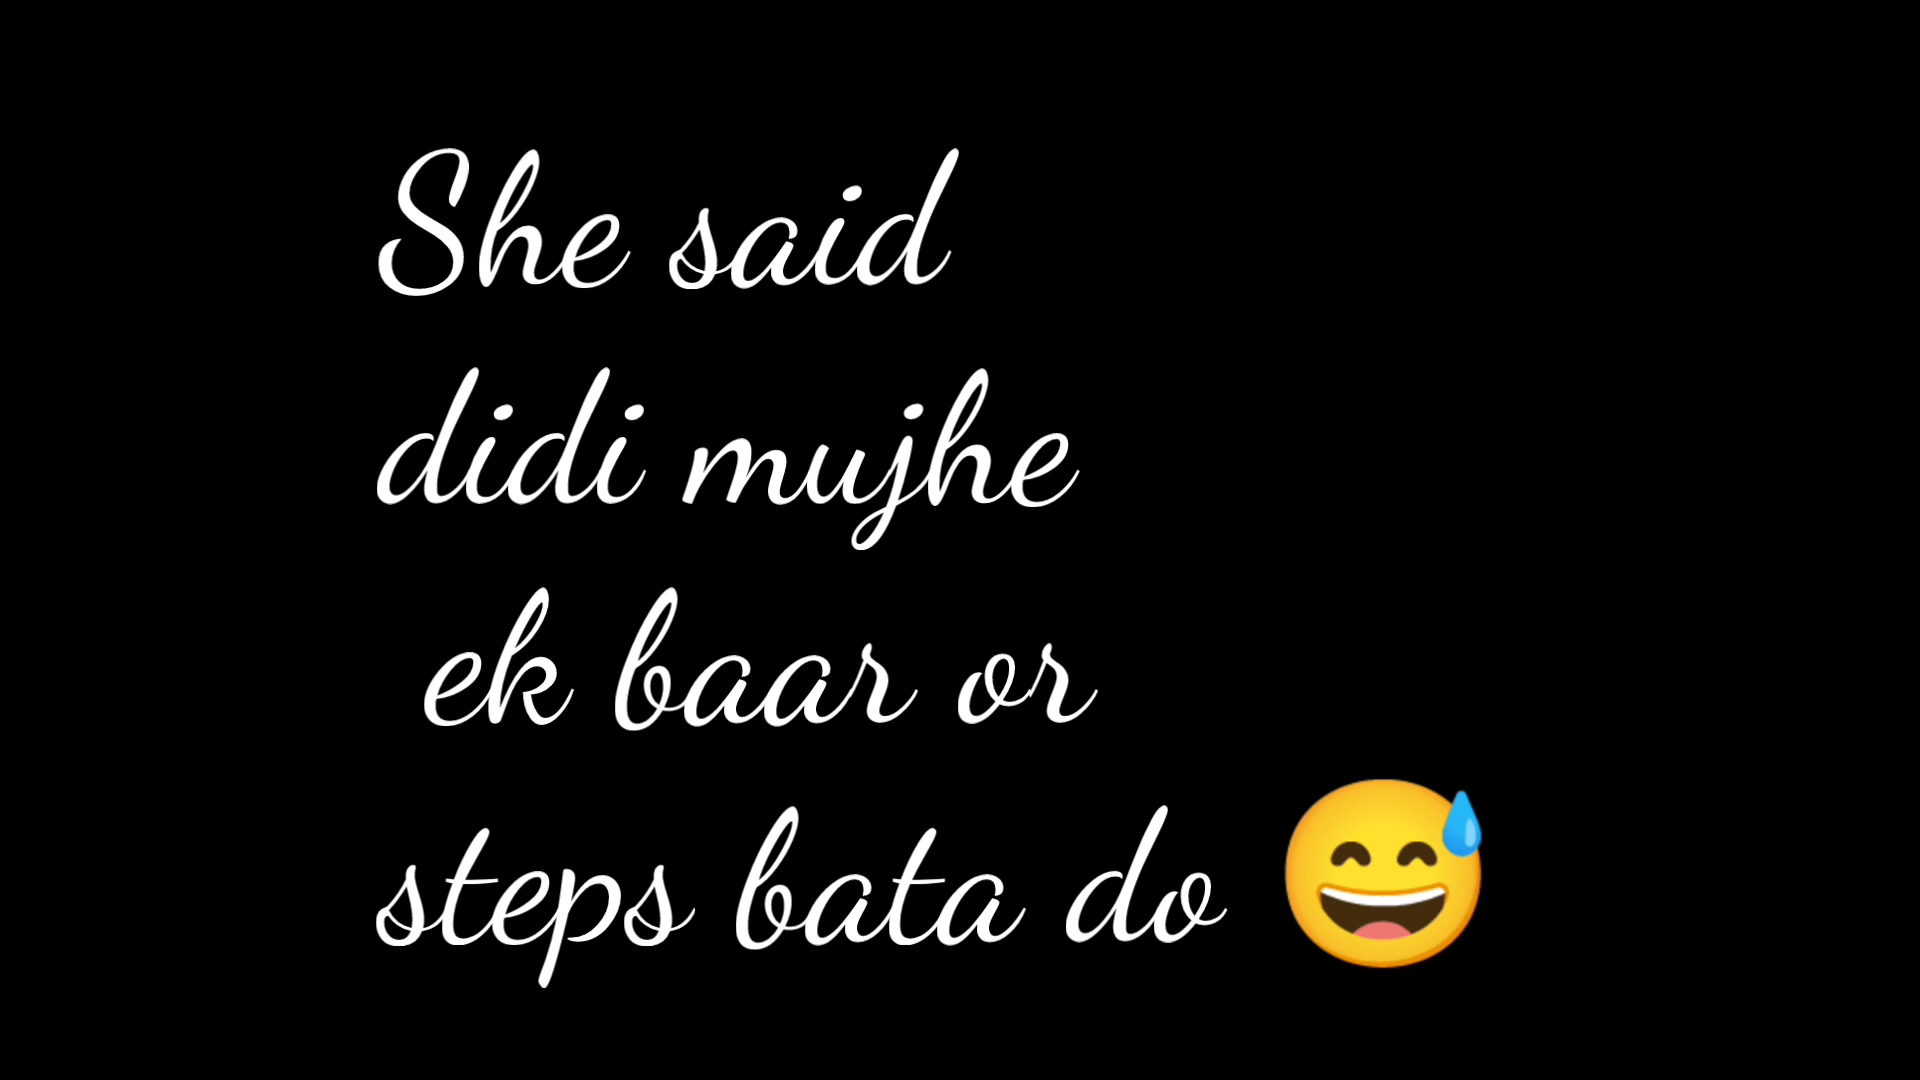 She said
didi mujhe
ek baar or
steps bata do 😅